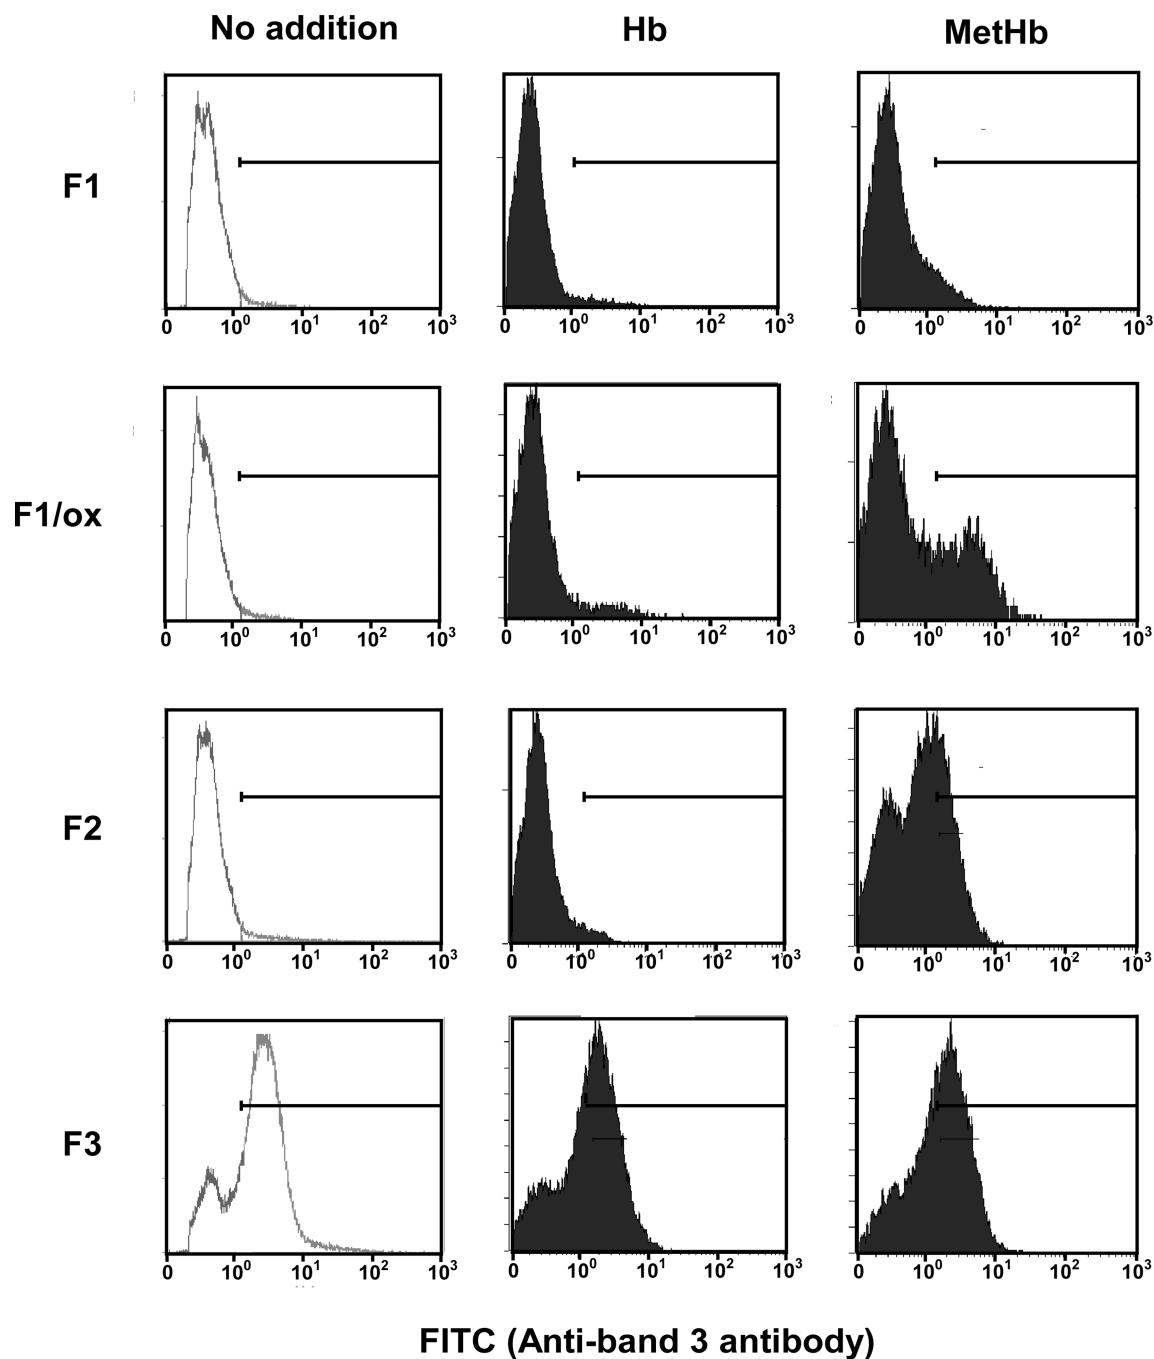 No addition Hb MetHb
F1
0 10⁰ 10¹ 10² 10³ 0 10⁰ 10¹ 10² 10³ 0 10⁰ 10¹ 10² 10³
F1/ox
0 10⁰ 10¹ 10² 10³ 0 10⁰ 10¹ 10² 10³ 0 10⁰ 10¹ 10² 10³
F2
0 10⁰ 10¹ 10² 10³ 0 10⁰ 10¹ 10² 10³ 0 10⁰ 10¹ 10² 10³
F3
0 10⁰ 10¹ 10² 10³ 0 10⁰ 10¹ 10² 10³ 0 10⁰ 10¹ 10² 10³
FITC (Anti-band 3 antibody)